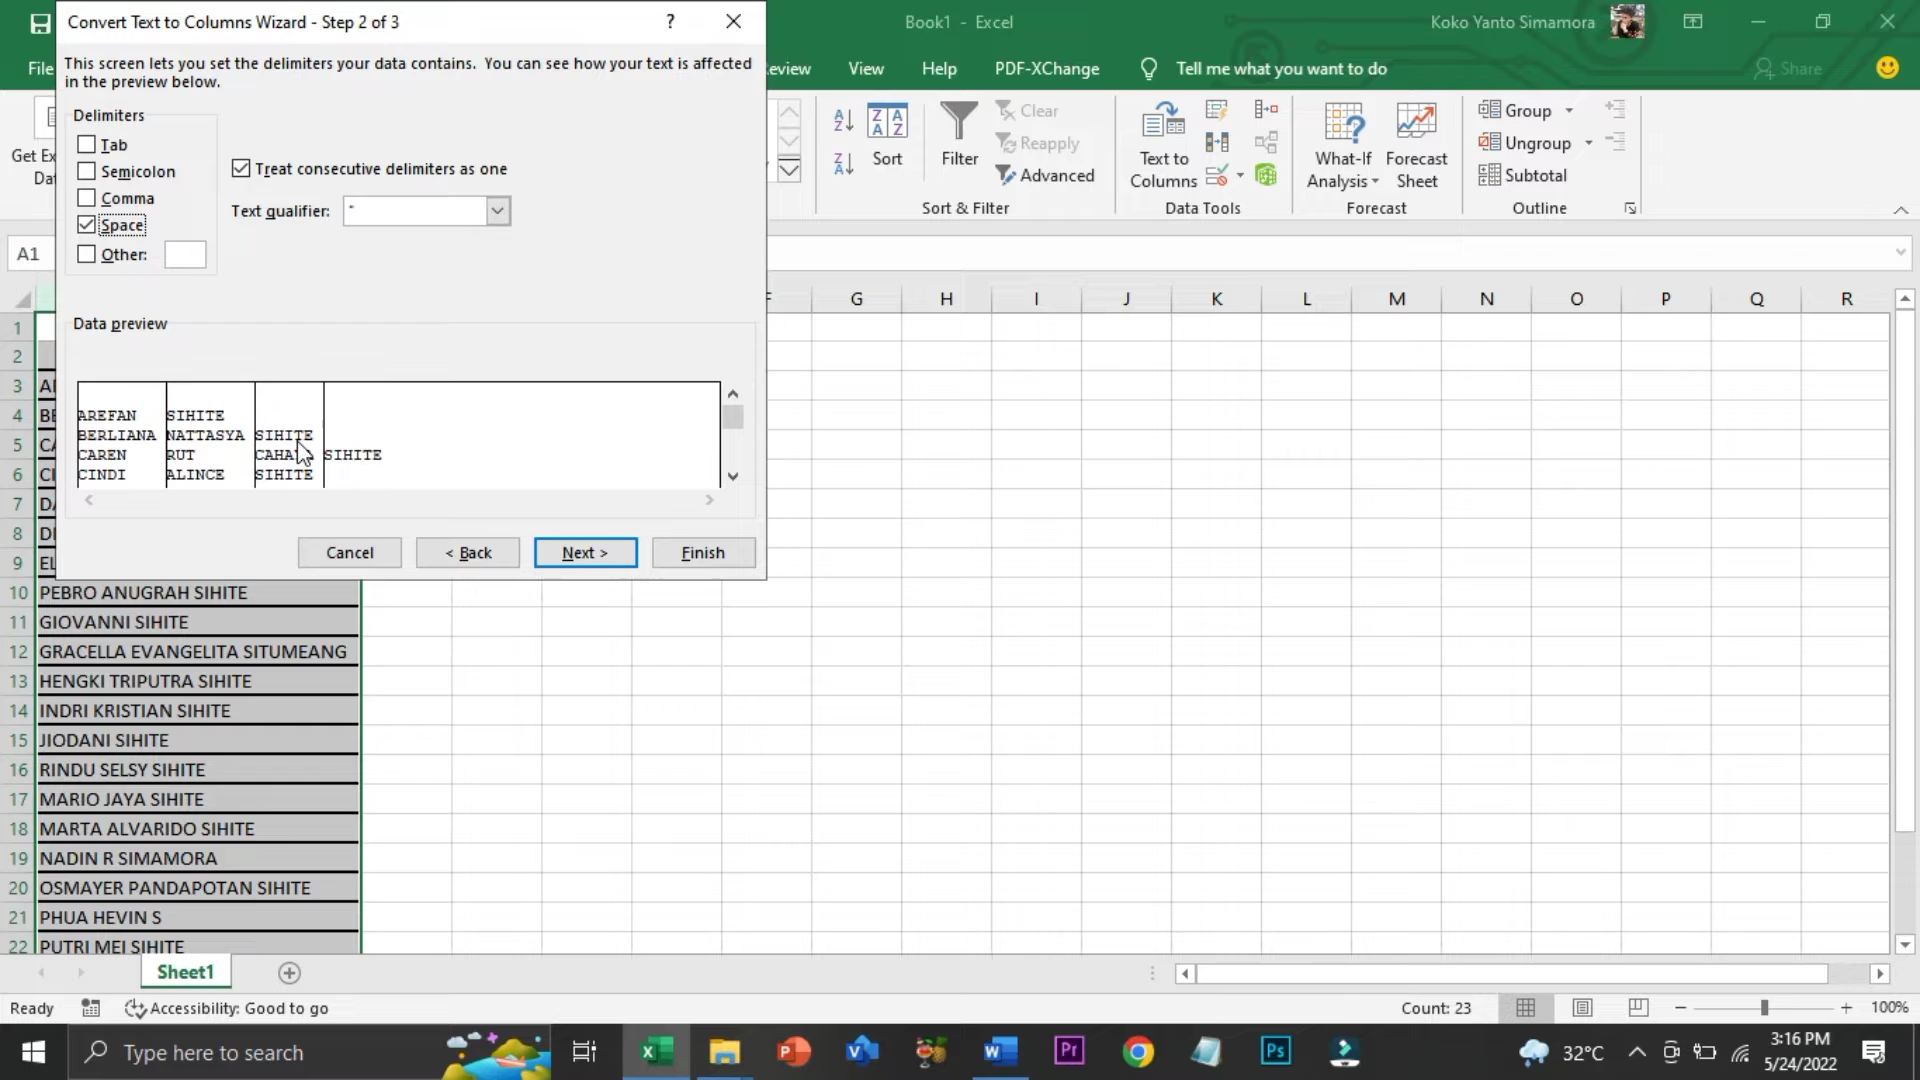 Convert Text to Columns Wizard - Step 2 of 3
?
Book1 - Excel
Koko Yanto Simamora
File
View
Help
PDF-XChange
Tell me what you want to do
Share
This screen lets you set the delimiters your data contains. You can see how your text is affected
in the preview below.
Delimiters
Tab
Semicolon
Comma
Space
Other:
Treat consecutive delimiters as one
Text qualifier: "
Data preview
AREFAN SIHITE
BERLIANA NATTASYA SIHITE
CAREN RUT SIHITE
CINDI ALINCE SIHITE
Cancel
< Back
Next >
Finish
Sort
Filter
Clear
Reapply
Advanced
Sort & Filter
Text to
Columns
Data Tools
What-If
Analysis
Forecast
Sheet
Forecast
Group
Ungroup
Subtotal
Outline
A1
G H I J K L M N O P Q R
1
2
3
4
5
6
7
8
9
10 PEBRO ANUGRAH SIHITE
11 GIOVANNI SIHITE
12 GRACELLA EVANGELITA SITUMEANG
13 HENGKI TRIPUTRA SIHITE
14 INDRI KRISTIAN SIHITE
15 JIODANI SIHITE
16 RINDU SELSY SIHITE
17 MARIO JAYA SIHITE
18 MARTA ALVARIDO SIHITE
19 NADIN R SIMAMORA
20 OSMAYER PANDAPOTAN SIHITE
21 PHUA HEVIN S
22 PUTRI MEI SIHITE
Sheet1
Ready
Accessibility: Good to go
Count: 23
100%
Type here to search
32°C
3:16 PM
5/24/2022